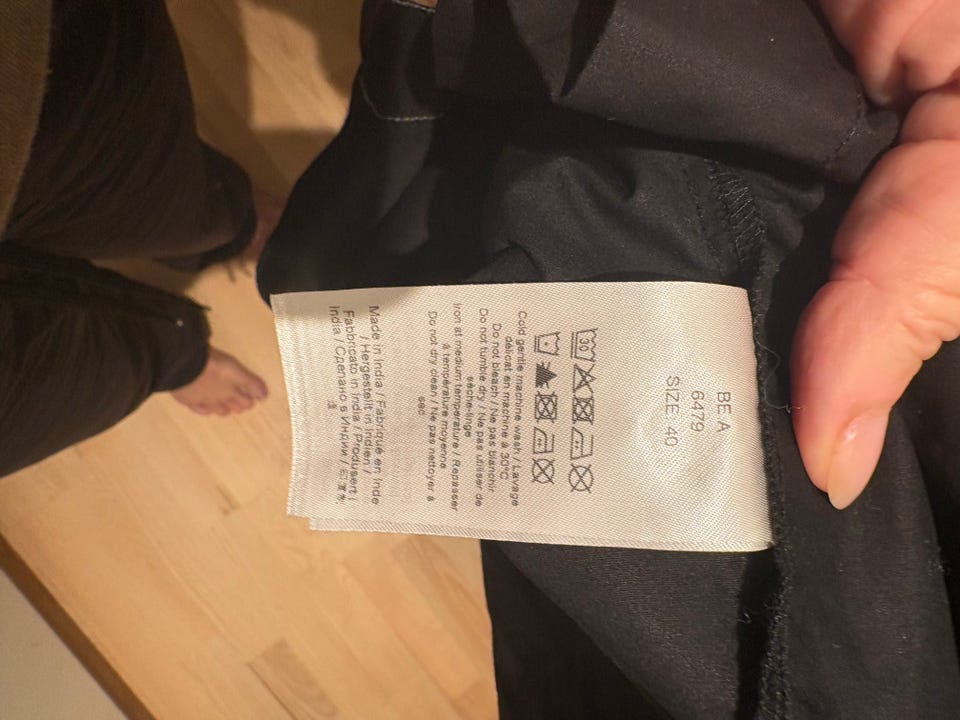 BE A
6479
SIZE 40
30
Cold gentle machine wash / Lavage
délicat en machine à 30°C
Do not bleach / Ne pas blanchir
Do not tumble dry / Ne pas utiliser de
sèche-linge
Iron at medium temperature / Repasser
à température moyenne
Do not dry clean / Ne pas nettoyer à
sec
Made in India / Fabriqué en Inde
/ Hergestellt in Indien /
Fabbricato in India / Produsert i
India / Сделано в Индии /